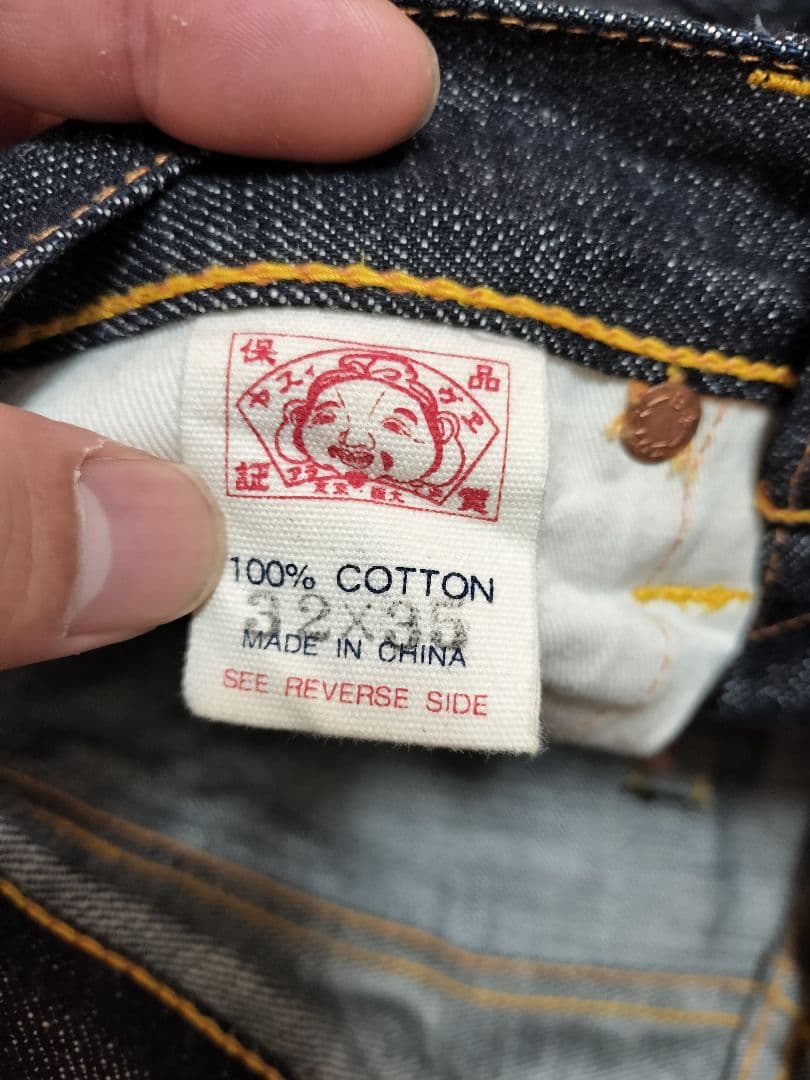 保 品
証 質
100% COTTON
32X35
MADE IN CHINA
SEE REVERSE SIDE